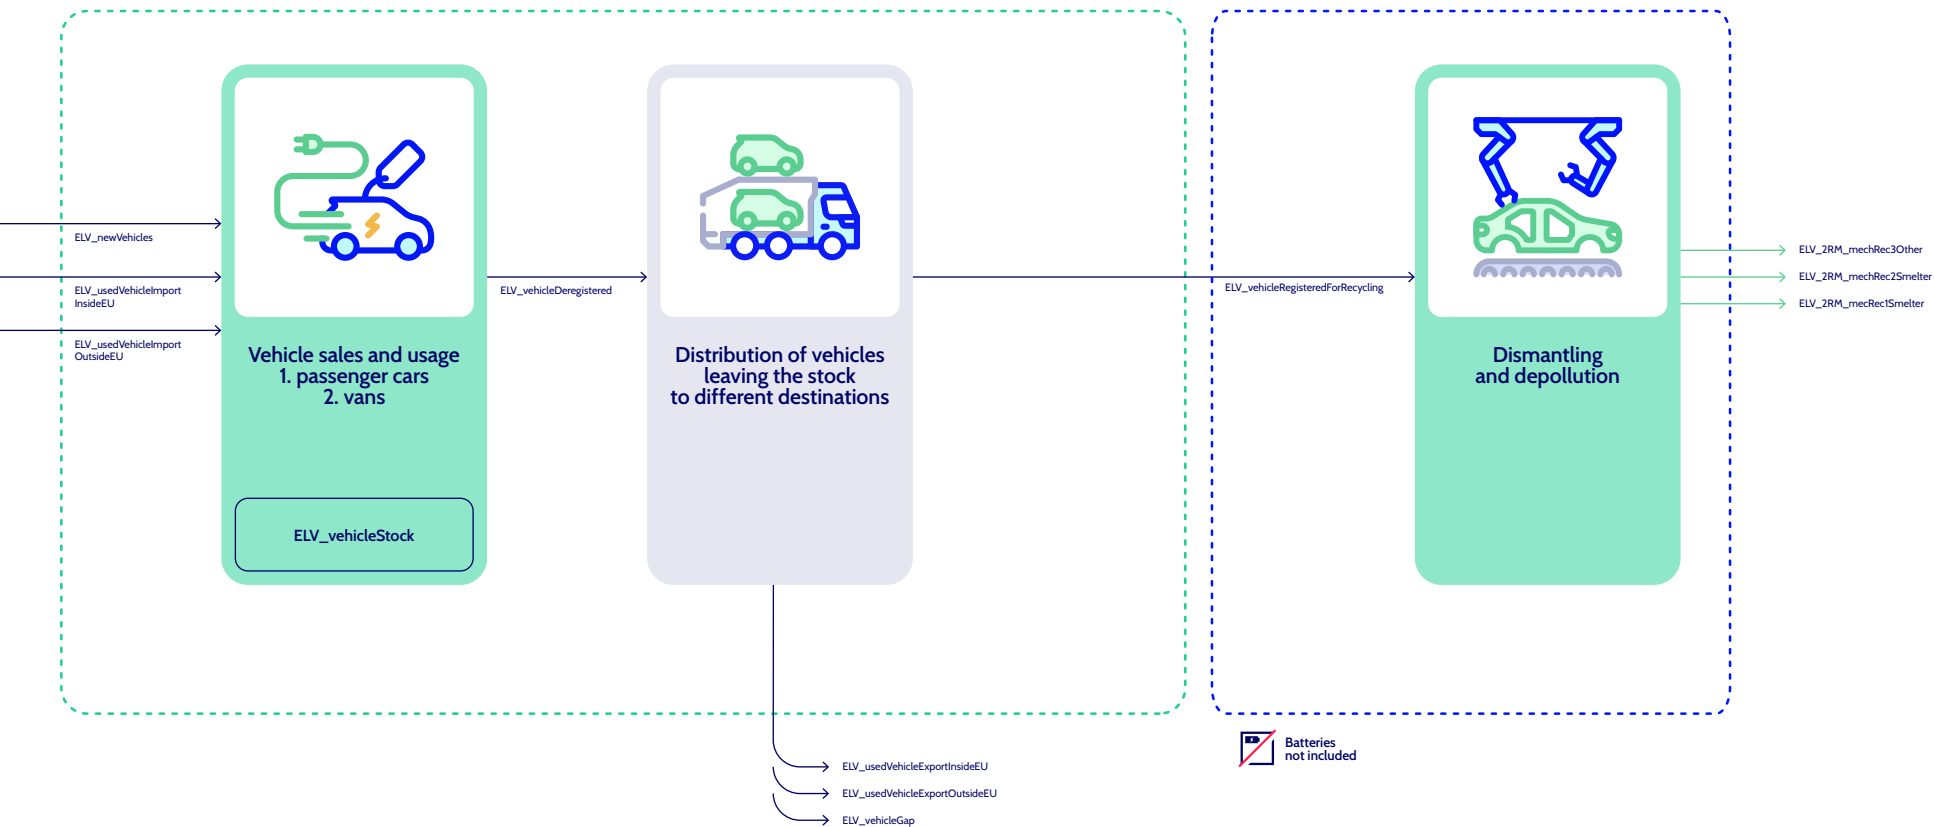 ELV_newVehicles
ELV_usedVehicleImport
InsideEU
ELV_usedVehicleImport
OutsideEU
Vehicle sales and usage
1. passenger cars
2. vans
ELV_vehicleStock
ELV_vehicleDeregistered
Distribution of vehicles
leaving the stock
to different destinations
ELV_usedVehicleExportInsideEU
ELV_usedVehicleExportOutsideEU
ELV_vehicleGap
ELV_vehicleRegisteredForRecycling
Dismantling
and depollution
ELV_2RM_mechRec3Other
ELV_2RM_mechRec2Smelter
ELV_2RM_mecRec1Smelter
Batteries
not included